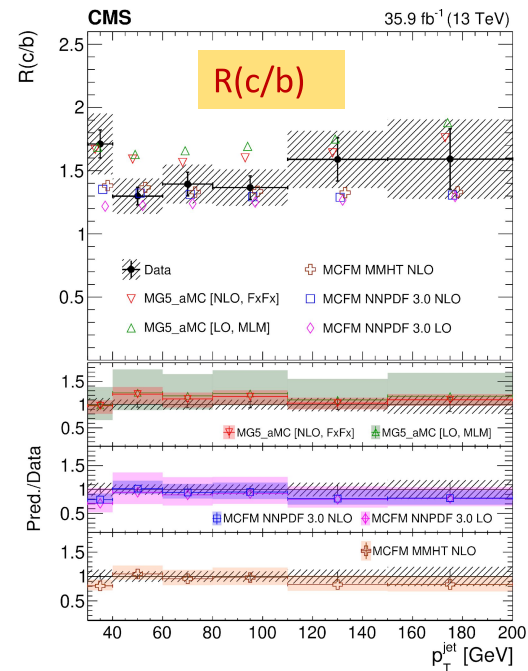 CMS 35.9 fb⁻¹ (13 TeV)
R(c/b)
R(c/b)
2.5
2
1.5
1
0.5
Data
MG5_aMC [NLO, FxFx]
MG5_aMC [LO, MLM]
MCFM MMHT NLO
MCFM NNPDF 3.0 NLO
MCFM NNPDF 3.0 LO
Pred./Data
1.5
1
0.5
MG5_aMC [NLO, FxFx] MG5_aMC [LO, MLM]
1.5
1
0.5
MCFM NNPDF 3.0 NLO MCFM NNPDF 3.0 LO
1.5
1
0.5
MCFM MMHT NLO
40 60 80 100 120 140 160 180 200
p_T^jet [GeV]